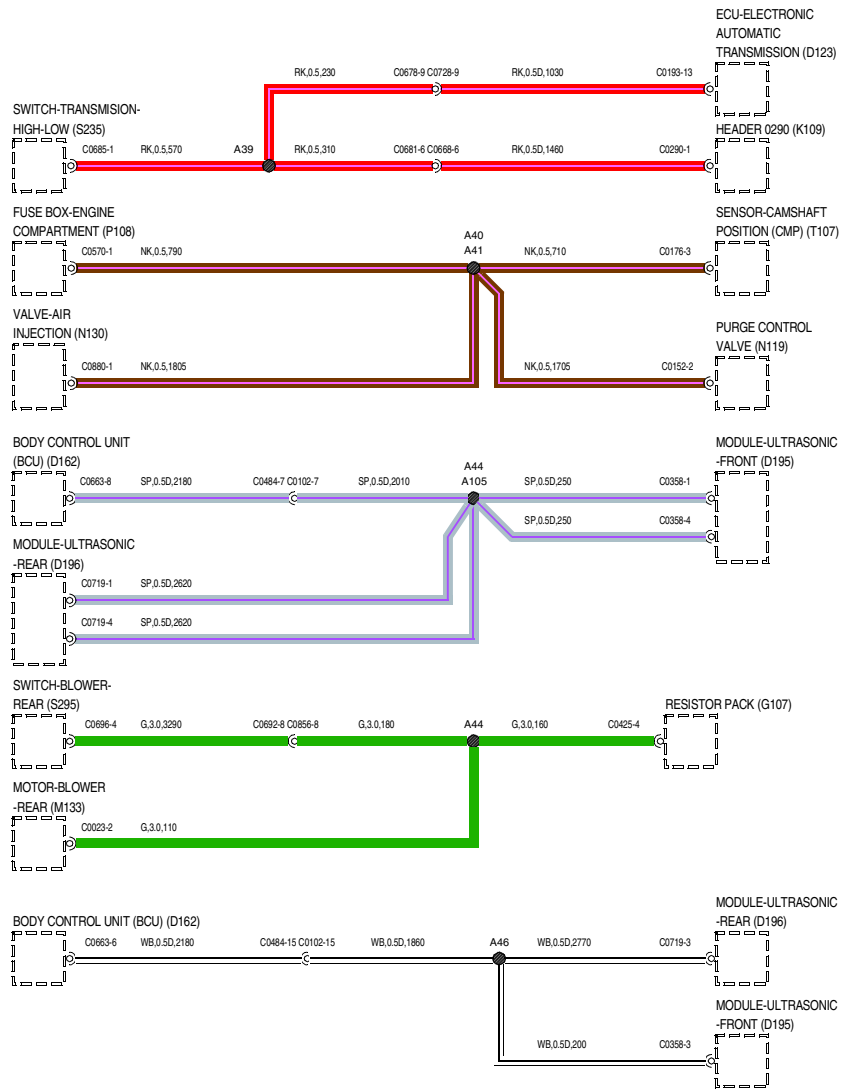 ECU-ELECTRONIC
AUTOMATIC
TRANSMISSION (D123)
RK,0.5,230
C0678-9 C0728-9
RK,0.5D,1030
C0193-13
SWITCH-TRANSMISION-
HIGH-LOW (S235)
C0685-1
RK,0.5,570
A39
RK,0.5,310
C0681-6 C0668-6
RK,0.5D,1460
C0290-1
HEADER 0290 (K109)
FUSE BOX-ENGINE
COMPARTMENT (P108)
C0570-1
NK,0.5,790
A40
A41
NK,0.5,710
C0176-3
SENSOR-CAMSHAFT
POSITION (CMP) (T107)
VALVE-AIR
INJECTION (N130)
C0880-1
NK,0.5,1805
NK,0.5,1705
C0152-2
PURGE CONTROL
VALVE (N119)
BODY CONTROL UNIT
(BCU) (D162)
C0663-8
SP,0.5D,2180
C0484-7 C0102-7
SP,0.5D,2010
A44
A105
SP,0.5D,250
C0358-1
MODULE-ULTRASONIC
-FRONT (D195)
SP,0.5D,250
C0358-4
MODULE-ULTRASONIC
-REAR (D196)
C0719-1
SP,0.5D,2620
C0719-4
SP,0.5D,2620
SWITCH-BLOWER-
REAR (S295)
C0696-4
G,3.0,3290
C0692-8 C0856-8
G,3.0,180
A44
G,3.0,160
C0425-4
RESISTOR PACK (G107)
MOTOR-BLOWER
-REAR (M133)
C0023-2
G,3.0,110
BODY CONTROL UNIT (BCU) (D162)
C0663-6
WB,0.5D,2180
C0484-15 C0102-15
WB,0.5D,1860
A46
WB,0.5D,2770
C0719-3
MODULE-ULTRASONIC
-REAR (D196)
MODULE-ULTRASONIC
-FRONT (D195)
WB,0.5D,200
C0358-3